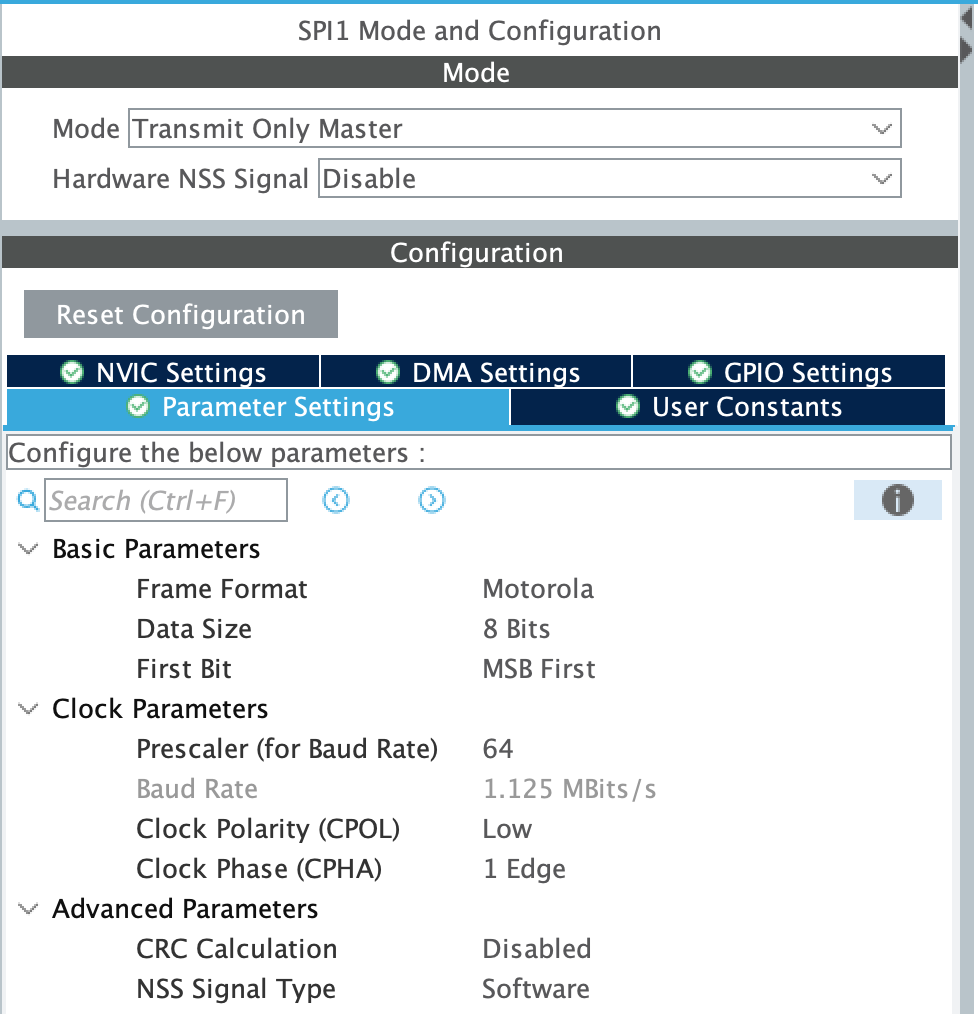 SPI1 Mode and Configuration
Mode
Mode Transmit Only Master
Hardware NSS Signal Disable
Configuration
Reset Configuration
NVIC Settings DMA Settings GPIO Settings
Parameter Settings User Constants
Configure the below parameters :
Search (Ctrl+F)
Basic Parameters
Frame Format Motorola
Data Size 8 Bits
First Bit MSB First
Clock Parameters
Prescaler (for Baud Rate) 64
Baud Rate 1.125 MBits/s
Clock Polarity (CPOL) Low
Clock Phase (CPHA) 1 Edge
Advanced Parameters
CRC Calculation Disabled
NSS Signal Type Software